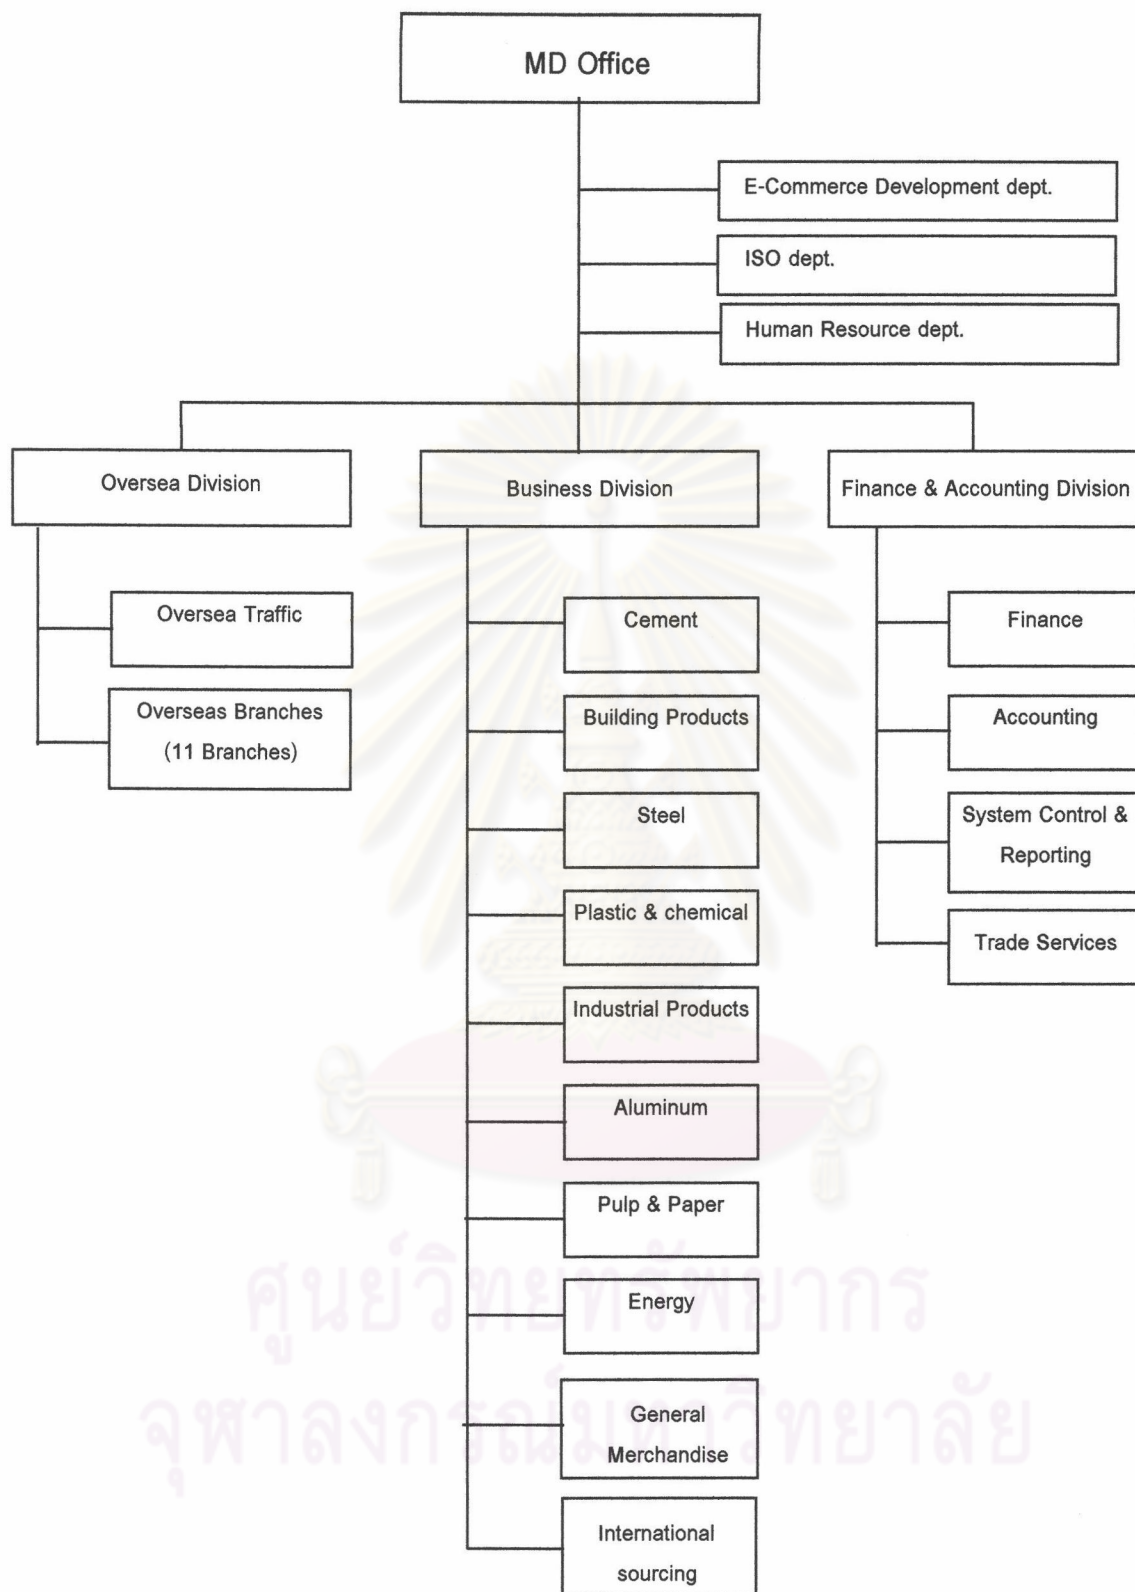 MD Office
E-Commerce Development dept.
ISO dept.
Human Resource dept.
Oversea Division
Business Division
Finance & Accounting Division
Oversea Traffic
Overseas Branches
(11 Branches)
Cement
Building Products
Steel
Plastic & chemical
Industrial Products
Aluminum
Pulp & Paper
Energy
General
Merchandise
International
sourcing
Finance
Accounting
System Control &
Reporting
Trade Services
ศูนย์วิทยทรัพยากร
จุฬาลงกรณ์มหาวิทยาลัย